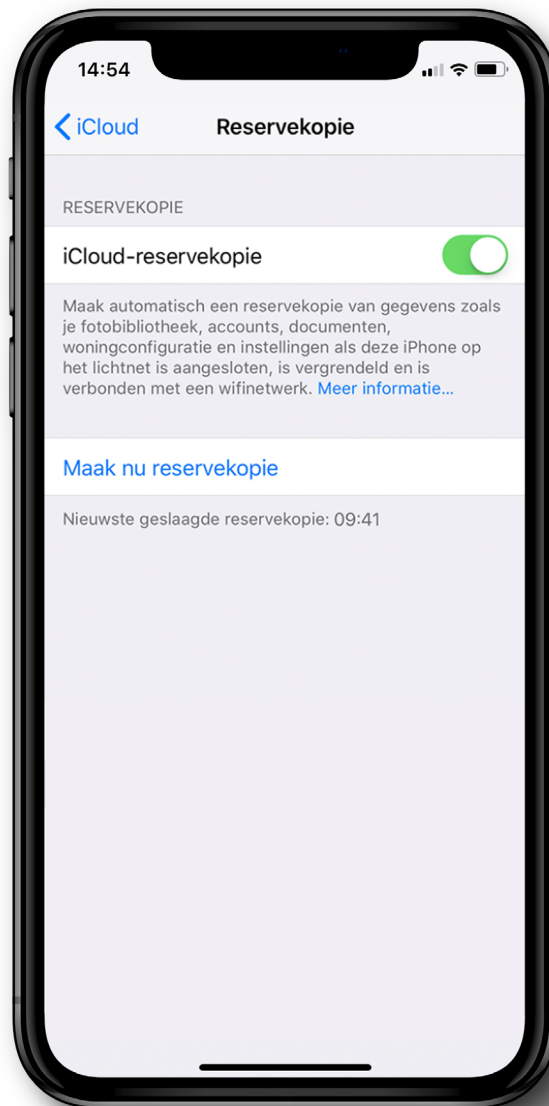 14:54
iCloud Reservekopie
RESERVEKOPIE
iCloud-reservekopie
Maak automatisch een reservekopie van gegevens zoals
je fotobibliotheek, accounts, documenten,
woningconfiguratie en instellingen als deze iPhone op
het lichtnet is aangesloten, is vergrendeld en is
verbonden met een wifinetwerk. Meer informatie...
Maak nu reservekopie
Nieuwste geslaagde reservekopie: 09:41